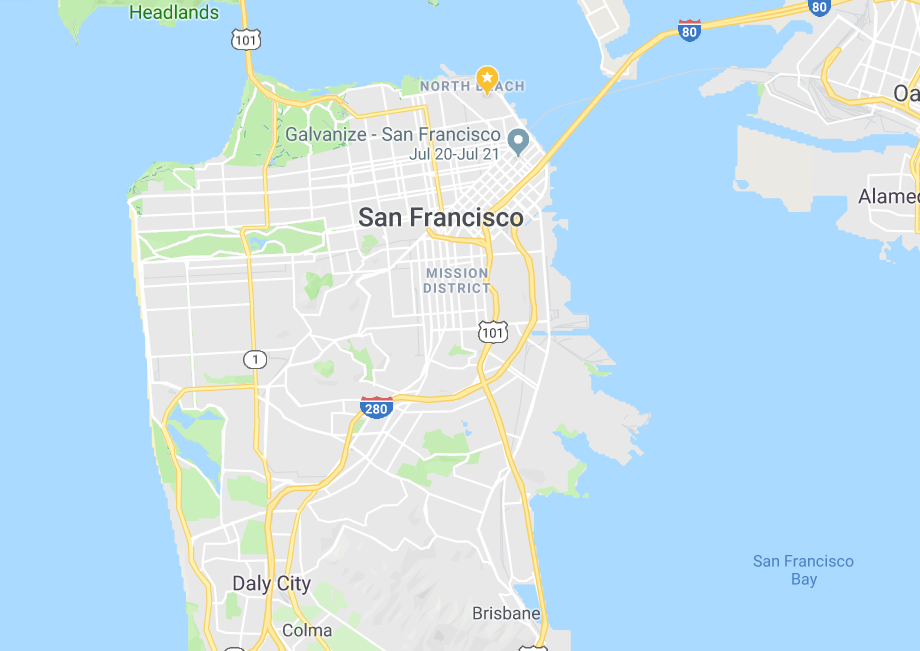 Headlands
101
80
80
NORTH BEACH
Oa
Galvanize - San Francisco
Jul 20-Jul 21
Alamed
San Francisco
MISSION
DISTRICT
101
1
280
San Francisco
Bay
Daly City
Brisbane
Colma